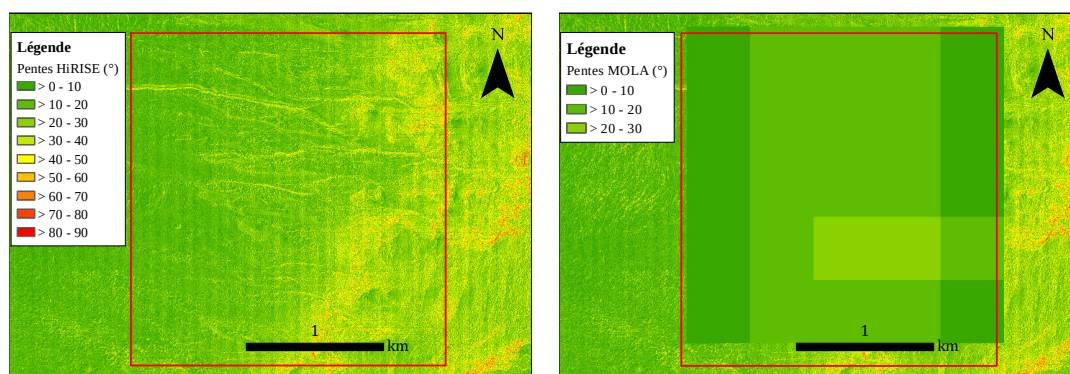 Légende
Pentes HiRISE (°)
> 0 - 10
> 10 - 20
> 20 - 30
> 30 - 40
> 40 - 50
> 50 - 60
> 60 - 70
> 70 - 80
> 80 - 90
N
1
km
Légende
Pentes MOLA (°)
> 0 - 10
> 10 - 20
> 20 - 30
N
1
km